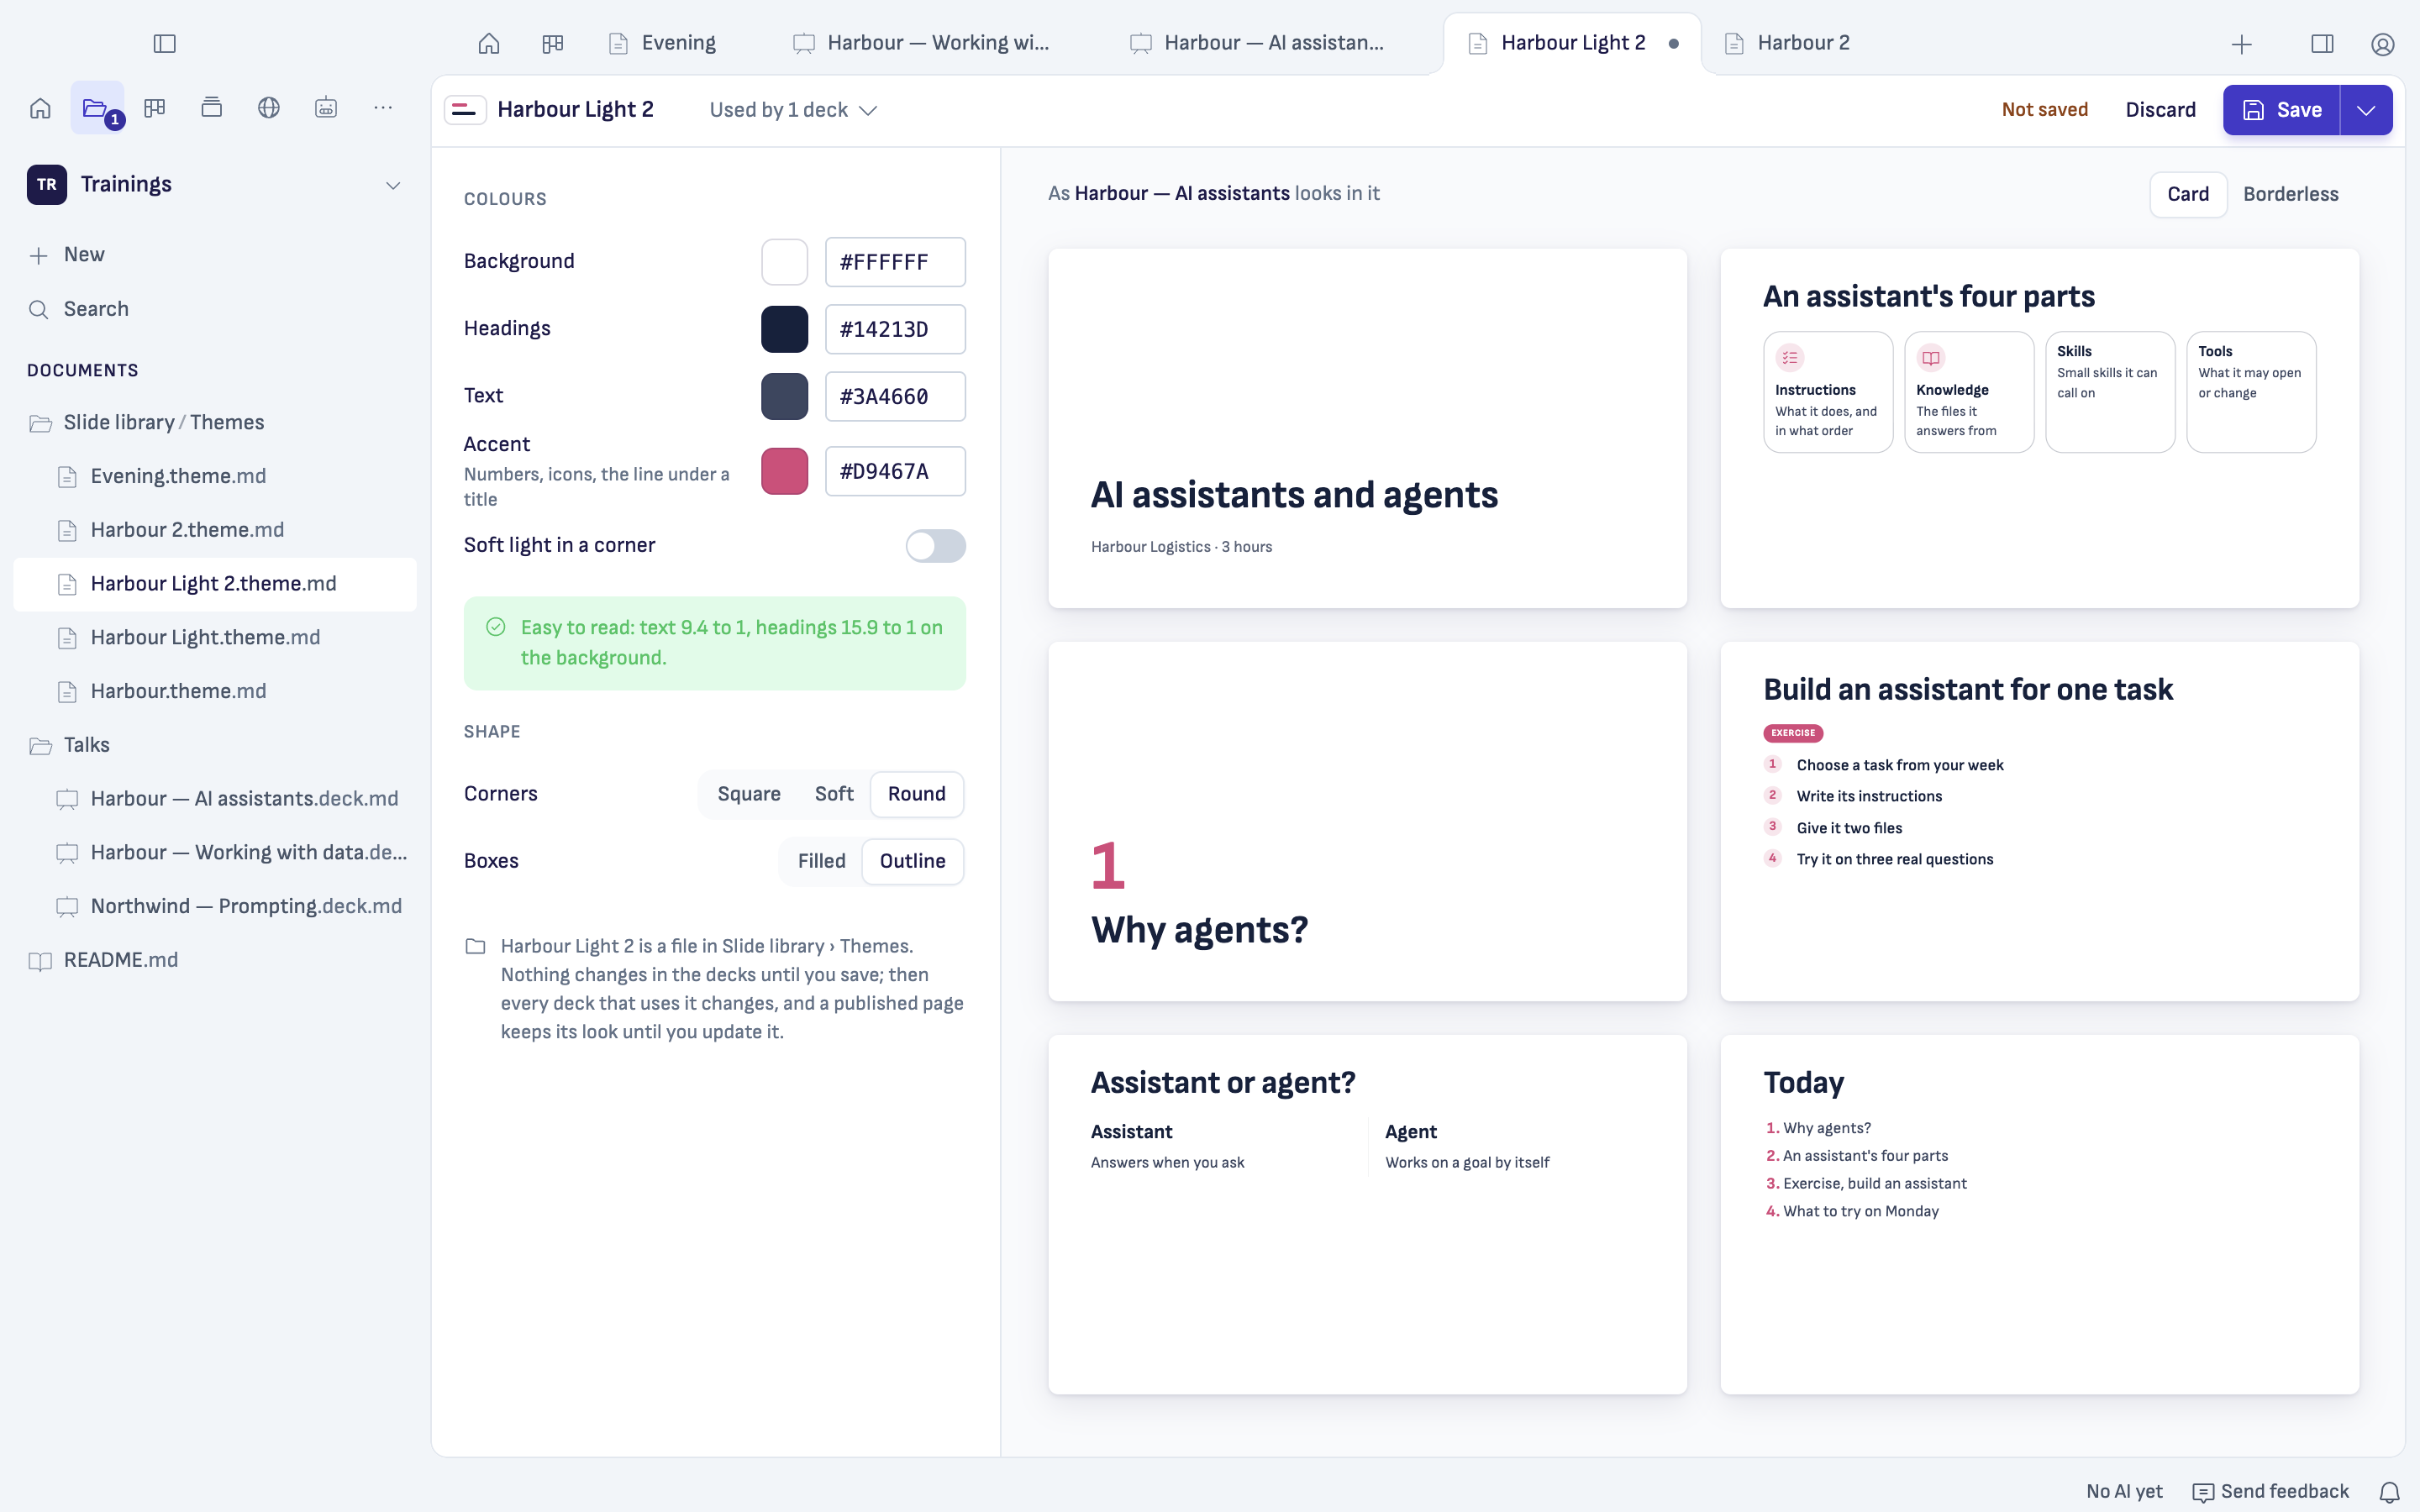 Evening
Harbour — Working wi...
Harbour — AI assistan...
Harbour Light 2
Harbour 2
1
TR
Trainings
New
Search
DOCUMENTS
Slide library / Themes
Evening.theme.md
Harbour 2.theme.md
Harbour Light 2.theme.md
Harbour Light.theme.md
Harbour.theme.md
Talks
Harbour — AI assistants.deck.md
Harbour — Working with data.de...
Northwind — Prompting.deck.md
README.md
Harbour Light 2
Used by 1 deck
Not saved
Discard
Save
COLOURS
Background
#FFFFFF
Headings
#14213D
Text
#3A4660
Accent
Numbers, icons, the line under a
title
#D9467A
Soft light in a corner
Easy to read: text 9.4 to 1, headings 15.9 to 1 on
the background.
SHAPE
Corners
Square
Soft
Round
Boxes
Filled
Outline
Harbour Light 2 is a file in Slide library › Themes.
Nothing changes in the decks until you save; then
every deck that uses it changes, and a published page
keeps its look until you update it.
As Harbour — AI assistants looks in it
Card
Borderless
AI assistants and agents
Harbour Logistics · 3 hours
An assistant's four parts
Instructions
What it does, and
in what order
Knowledge
The files it
answers from
Skills
Small skills it can
call on
Tools
What it may open
or change
1
Why agents?
Build an assistant for one task
EXERCISE
1 Choose a task from your week
2 Write its instructions
3 Give it two files
4 Try it on three real questions
Assistant or agent?
Assistant
Answers when you ask
Agent
Works on a goal by itself
Today
1. Why agents?
2. An assistant's four parts
3. Exercise, build an assistant
4. What to try on Monday
No AI yet
Send feedback